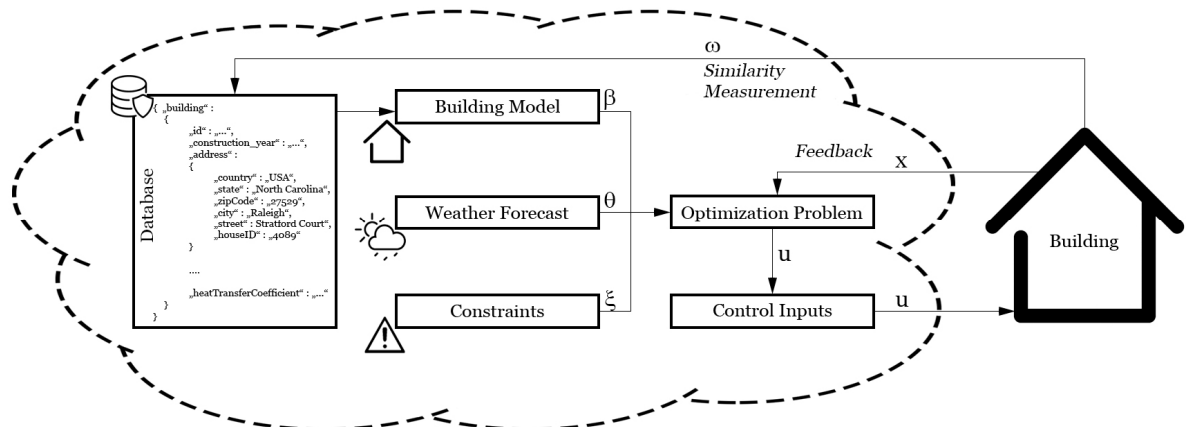 ω
Similarity
Measurement
Database
{ „building“ :
{
„id“ : „...“,
„construction_year“ : „...“,
„address“ :
{
„country“ : „USA“,
„state“ : „North Carolina“,
„zipCode“ : „27529“,
„city“ : „Raleigh“,
„street“ : Stratford Court“,
„houseID“ : „4089“
}
....
„heatTransferCoefficient“ : „...“
}
}
Building Model
β
Weather Forecast
θ
Constraints
ξ
Feedback
x
Optimization Problem
u
Control Inputs
u
Building